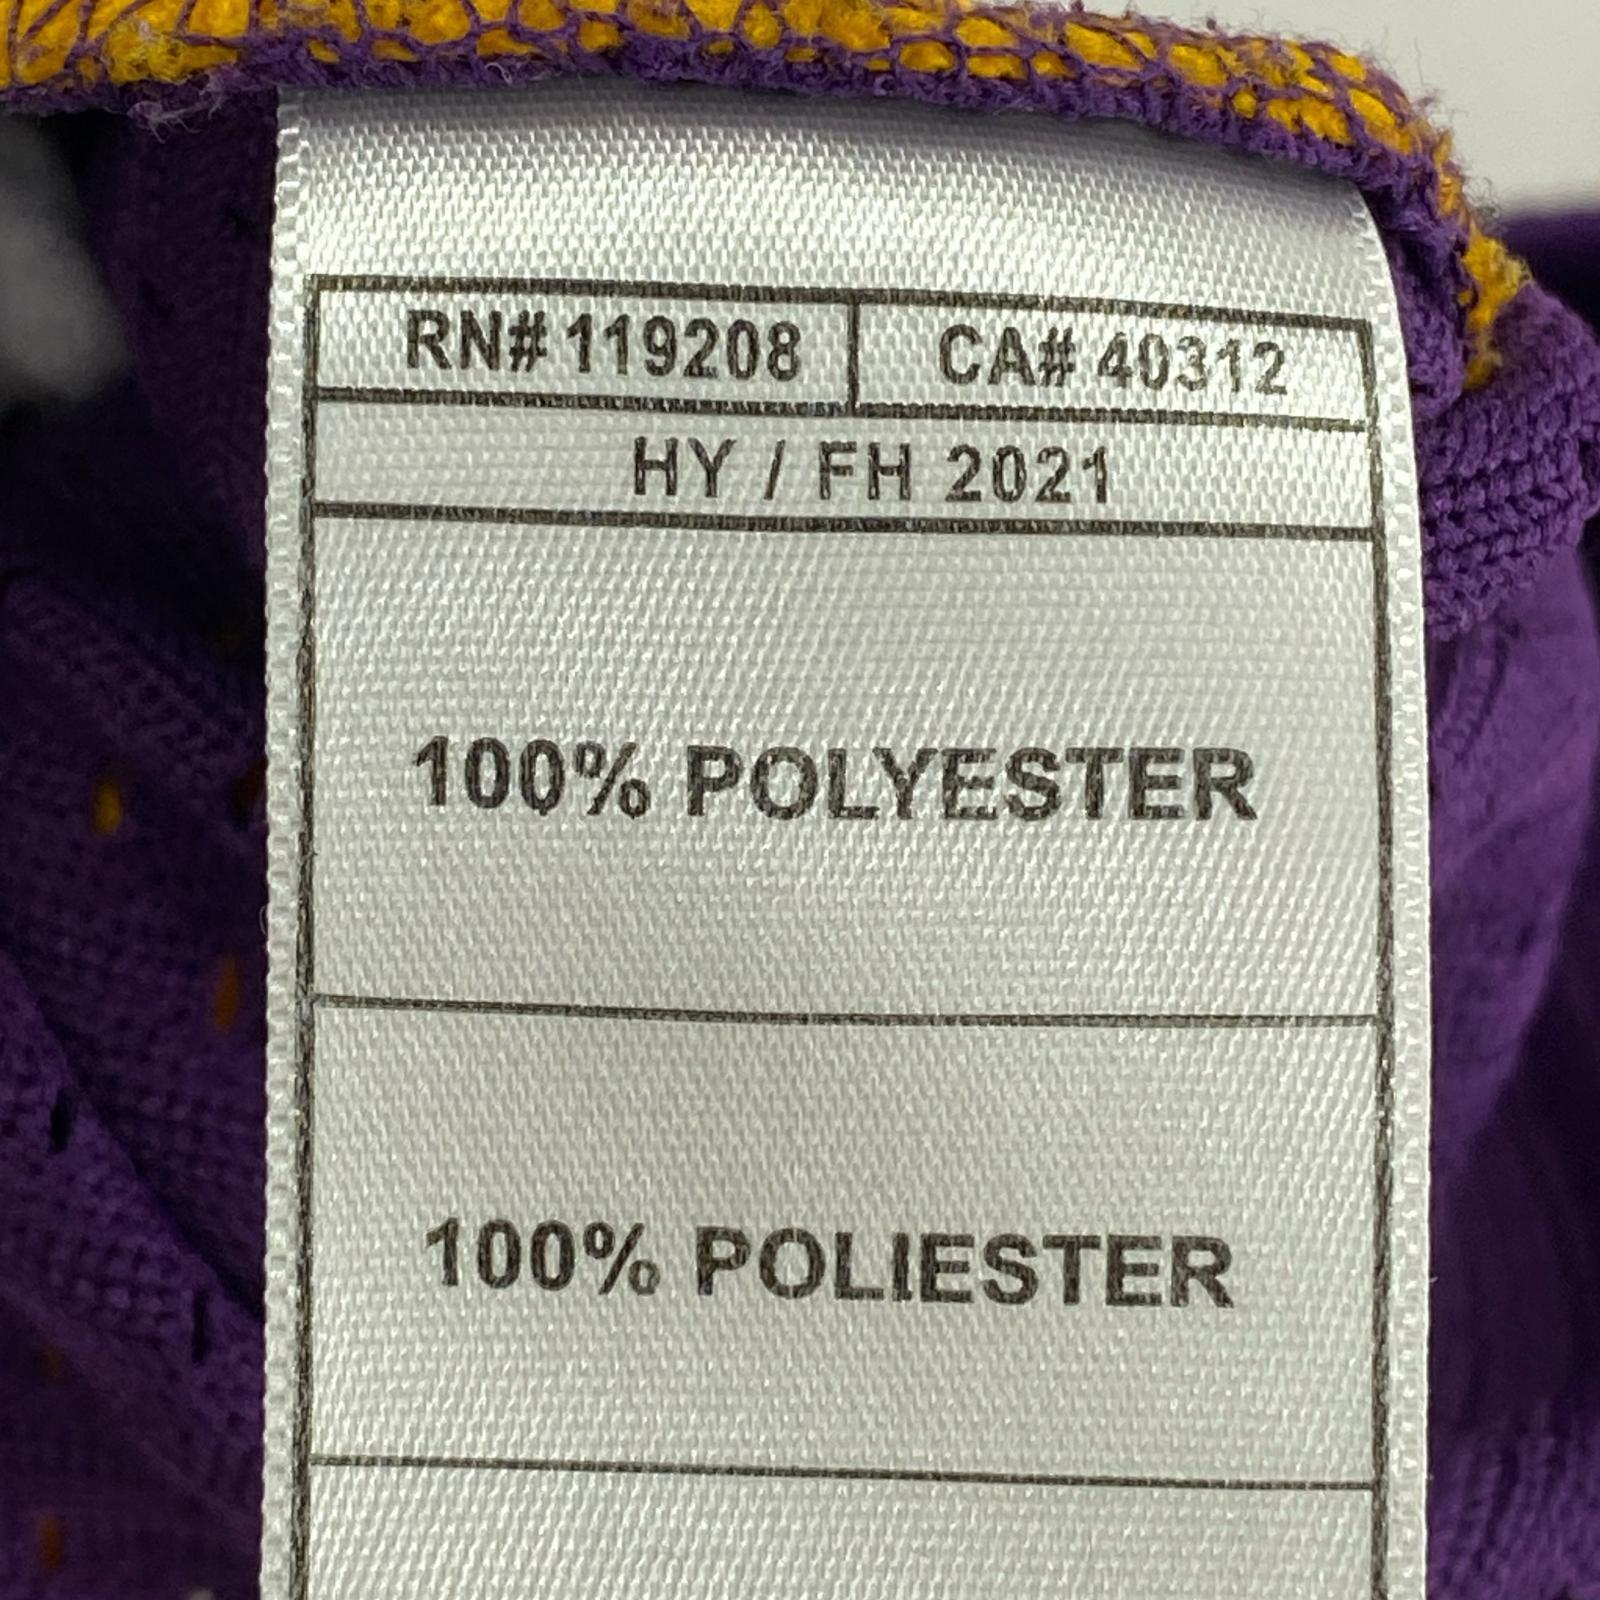 RN# 119208 CA# 40312
HY / FH 2021
100% POLYESTER
100% POLIESTER